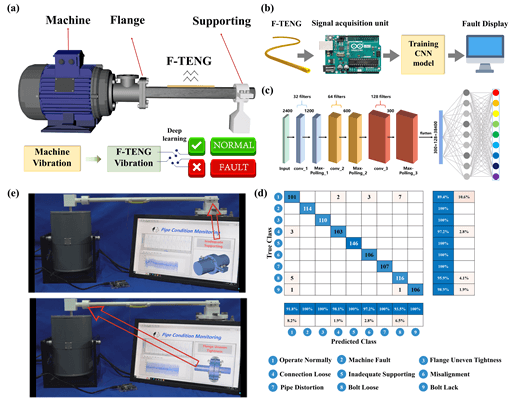 (a)
Machine
Flange
Supporting
F-TENG
Deep
learning
Machine
Vibration
F-TENG
Vibration
NORMAL
FAULT
(b)
F-TENG
Signal acquisition unit
Training
CNN
model
Fault Display
(c)
32 filters
64 filters
128 filters
2400
1200
600
300
Input
conv_1
Max-
Polling_1
conv_2
Max-
Polling_2
conv_3
Max-
Polling_3
Flatten
300×128=38400
(e)
Pipe Condition Monitoring
Inadequate
Supporting
Pipe Condition Monitoring
Flange Uneven
Tightness
(d)
True Class
1 101 2 3 7 89.4% 10.6%
2 114 100%
3 110 100%
4 3 103 97.2% 2.8%
5 146 100%
6 106 100%
7 107 100%
8 5 116 95.9% 4.1%
9 1 1 106 98.1% 1.9%
91.8% 100% 100% 98.1% 100% 97.2% 100% 93.5% 100%
8.2% 1.9% 2.8% 6.5%
1 2 3 4 5 6 7 8 9
Predicted Class
1 Operate Normally
2 Machine Fault
3 Flange Uneven Tightness
4 Connection Loose
5 Inadequate Supporting
6 Misalignment
7 Pipe Distortion
8 Bolt Loose
9 Bolt Lack